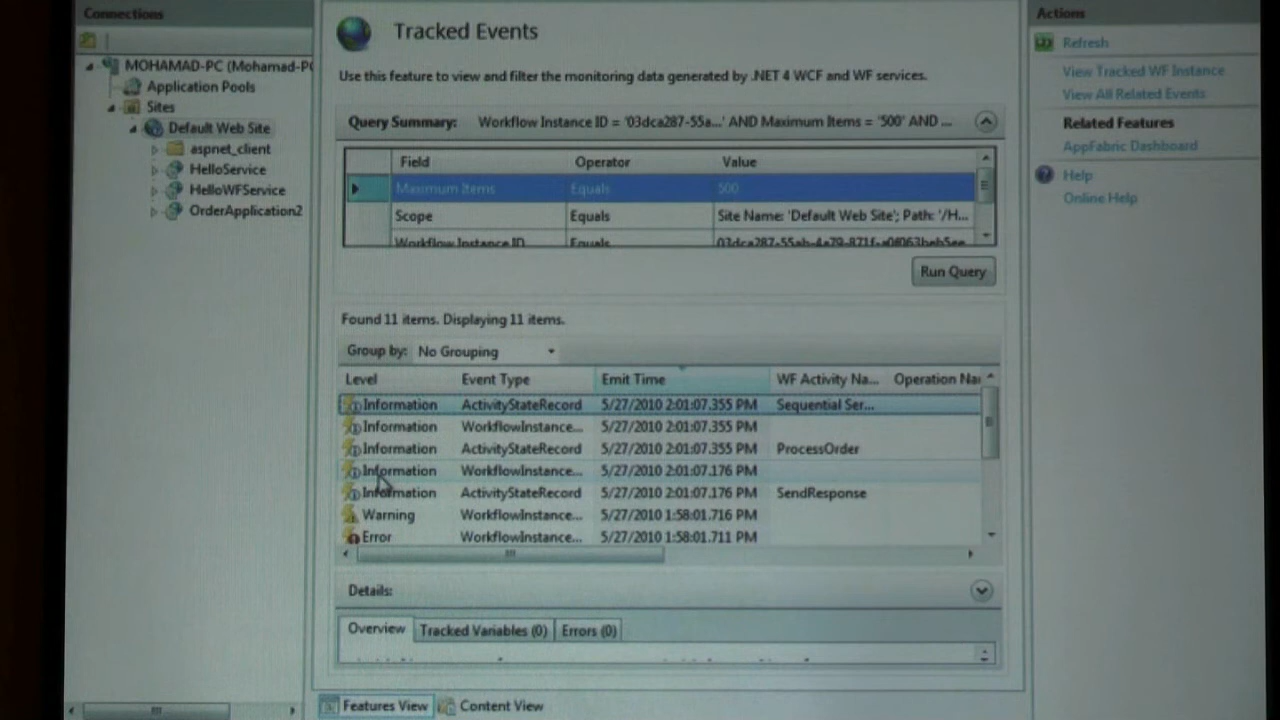 Connections
MOHAMAD-PC (Mohamad-PC
Application Pools
Sites
Default Web Site
aspnet_client
HelloService
HelloWFService
OrderApplication2
Tracked Events
Use this feature to view and filter the monitoring data generated by .NET 4 WCF and WF services.
Query Summary: Workflow Instance ID = '03dca287-55a...' AND Maximum Items = '500' AND ...
Field Operator Value
Maximum Items Equals 500
Scope Equals Site Name: 'Default Web Site'; Path: '/H...
Workflow Instance ID Equals
Run Query
Found 11 items. Displaying 11 items.
Group by: No Grouping
Level Event Type Emit Time WF Activity Na... Operation Nar
Information ActivityStateRecord 5/27/2010 2:01:07.355 PM Sequential Ser...
Information WorkflowInstance... 5/27/2010 2:01:07.355 PM
Information ActivityStateRecord 5/27/2010 2:01:07.355 PM ProcessOrder
Information WorkflowInstance... 5/27/2010 2:01:07.176 PM
Information ActivityStateRecord 5/27/2010 2:01:07.176 PM SendResponse
Warning WorkflowInstance... 5/27/2010 1:58:01.716 PM
Error WorkflowInstance... 5/27/2010 1:58:01.711 PM
Details:
Overview Tracked Variables (0) Errors (0)
Features View Content View
Actions
Refresh
View Tracked WF Instance
View All Related Events
Related Features
AppFabric Dashboard
Help
Online Help